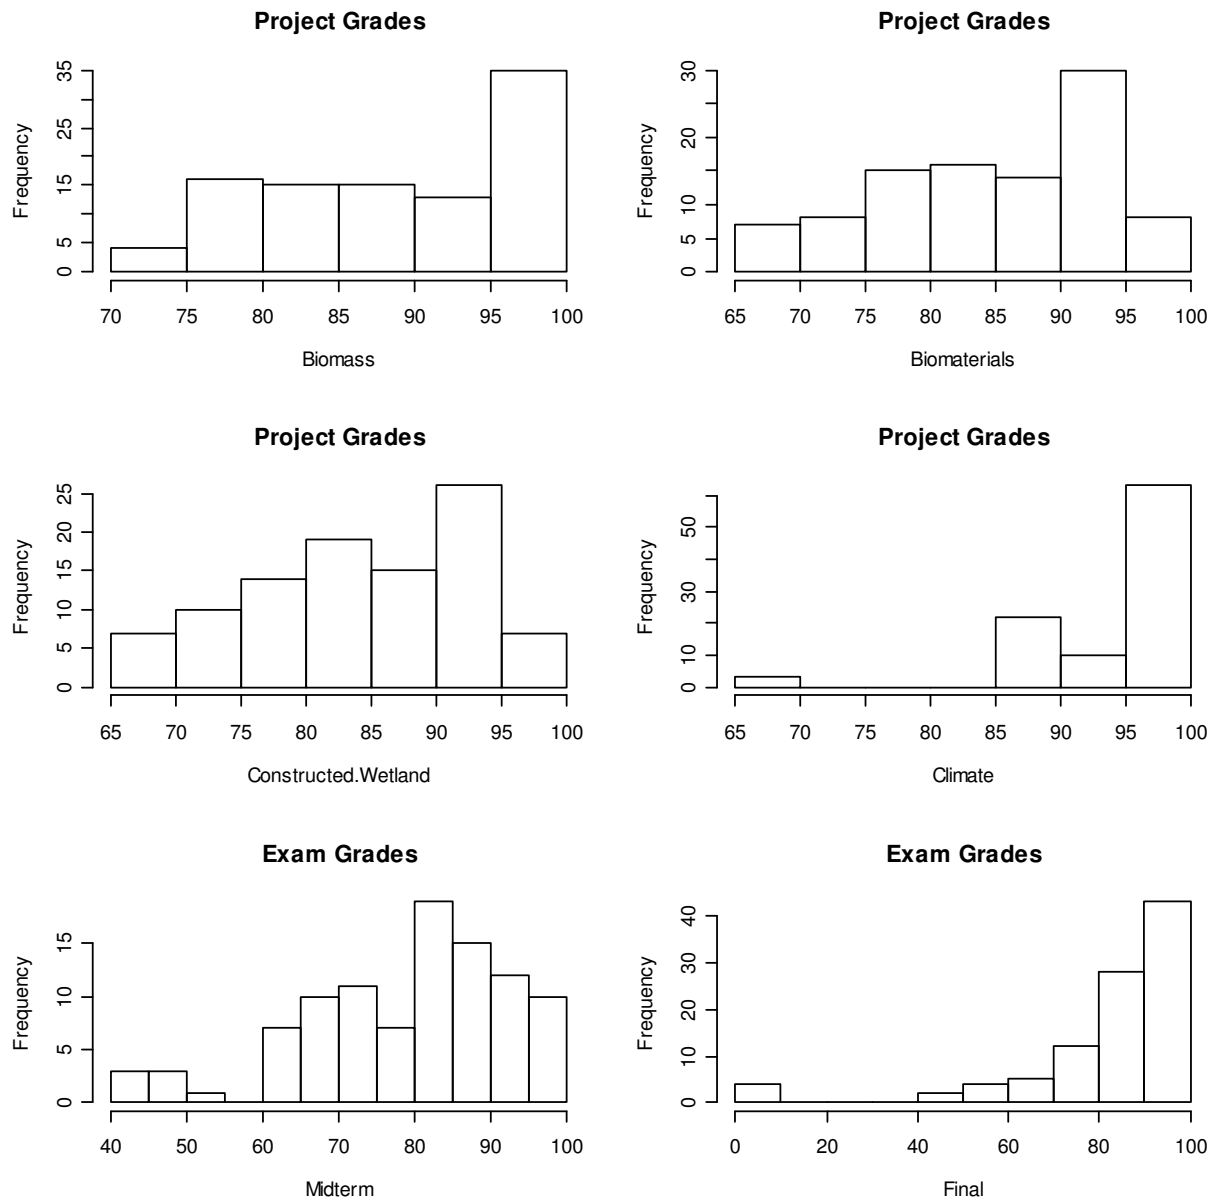 Project Grades
Frequency
0 5 15 25 35
70 75 80 85 90 95 100
Biomass
Project Grades
Frequency
0 5 10 20 30
65 70 75 80 85 90 95 100
Biomaterials
Project Grades
Frequency
0 5 10 15 20 25
65 70 75 80 85 90 95 100
Constructed.Wetland
Project Grades
Frequency
0 10 30 50
65 70 75 80 85 90 95 100
Climate
Exam Grades
Frequency
0 5 10 15
40 50 60 70 80 90 100
Midterm
Exam Grades
Frequency
0 10 20 30 40
0 20 40 60 80 100
Final